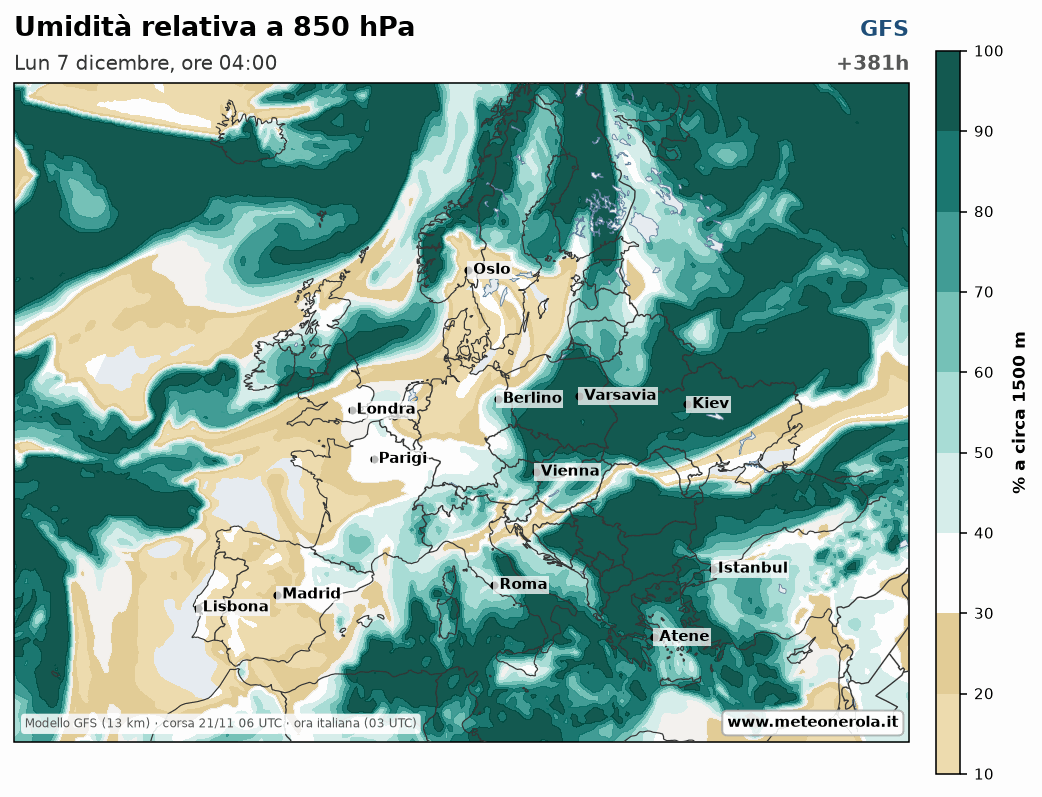 Umidità relativa a 850 hPa
GFS
Lun 7 dicembre, ore 04:00
+381h
100
90
80
70
60
50
40
30
20
10
% a circa 1500 m
Oslo
Berlino
Varsavia
Kiev
Londra
Parigi
Vienna
Istanbul
Roma
Madrid
Lisbona
Atene
Modello GFS (13 km) · corsa 21/11 06 UTC · ora italiana (03 UTC)
www.meteonerola.it